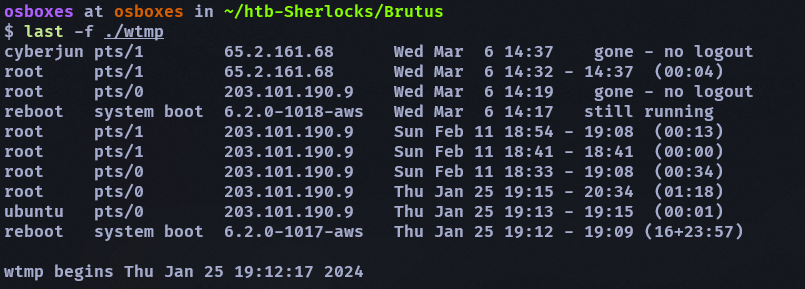 osboxes at osboxes in ~/htb-Sherlocks/Brutus
$ last -f ./wtmp
cyberjun pts/1        65.2.161.68      Wed Mar  6 14:37    gone - no logout
root     pts/1        65.2.161.68      Wed Mar  6 14:32 - 14:37  (00:04)
root     pts/0        203.101.190.9    Wed Mar  6 14:19    gone - no logout
reboot   system boot  6.2.0-1018-aws   Wed Mar  6 14:17   still running
root     pts/1        203.101.190.9    Sun Feb 11 18:54 - 19:08  (00:13)
root     pts/1        203.101.190.9    Sun Feb 11 18:41 - 18:41  (00:00)
root     pts/0        203.101.190.9    Sun Feb 11 18:33 - 19:08  (00:34)
root     pts/0        203.101.190.9    Thu Jan 25 19:15 - 20:34  (01:18)
ubuntu   pts/0        203.101.190.9    Thu Jan 25 19:13 - 19:15  (00:01)
reboot   system boot  6.2.0-1017-aws   Thu Jan 25 19:12 - 19:09 (16+23:57)
wtmp begins Thu Jan 25 19:12:17 2024